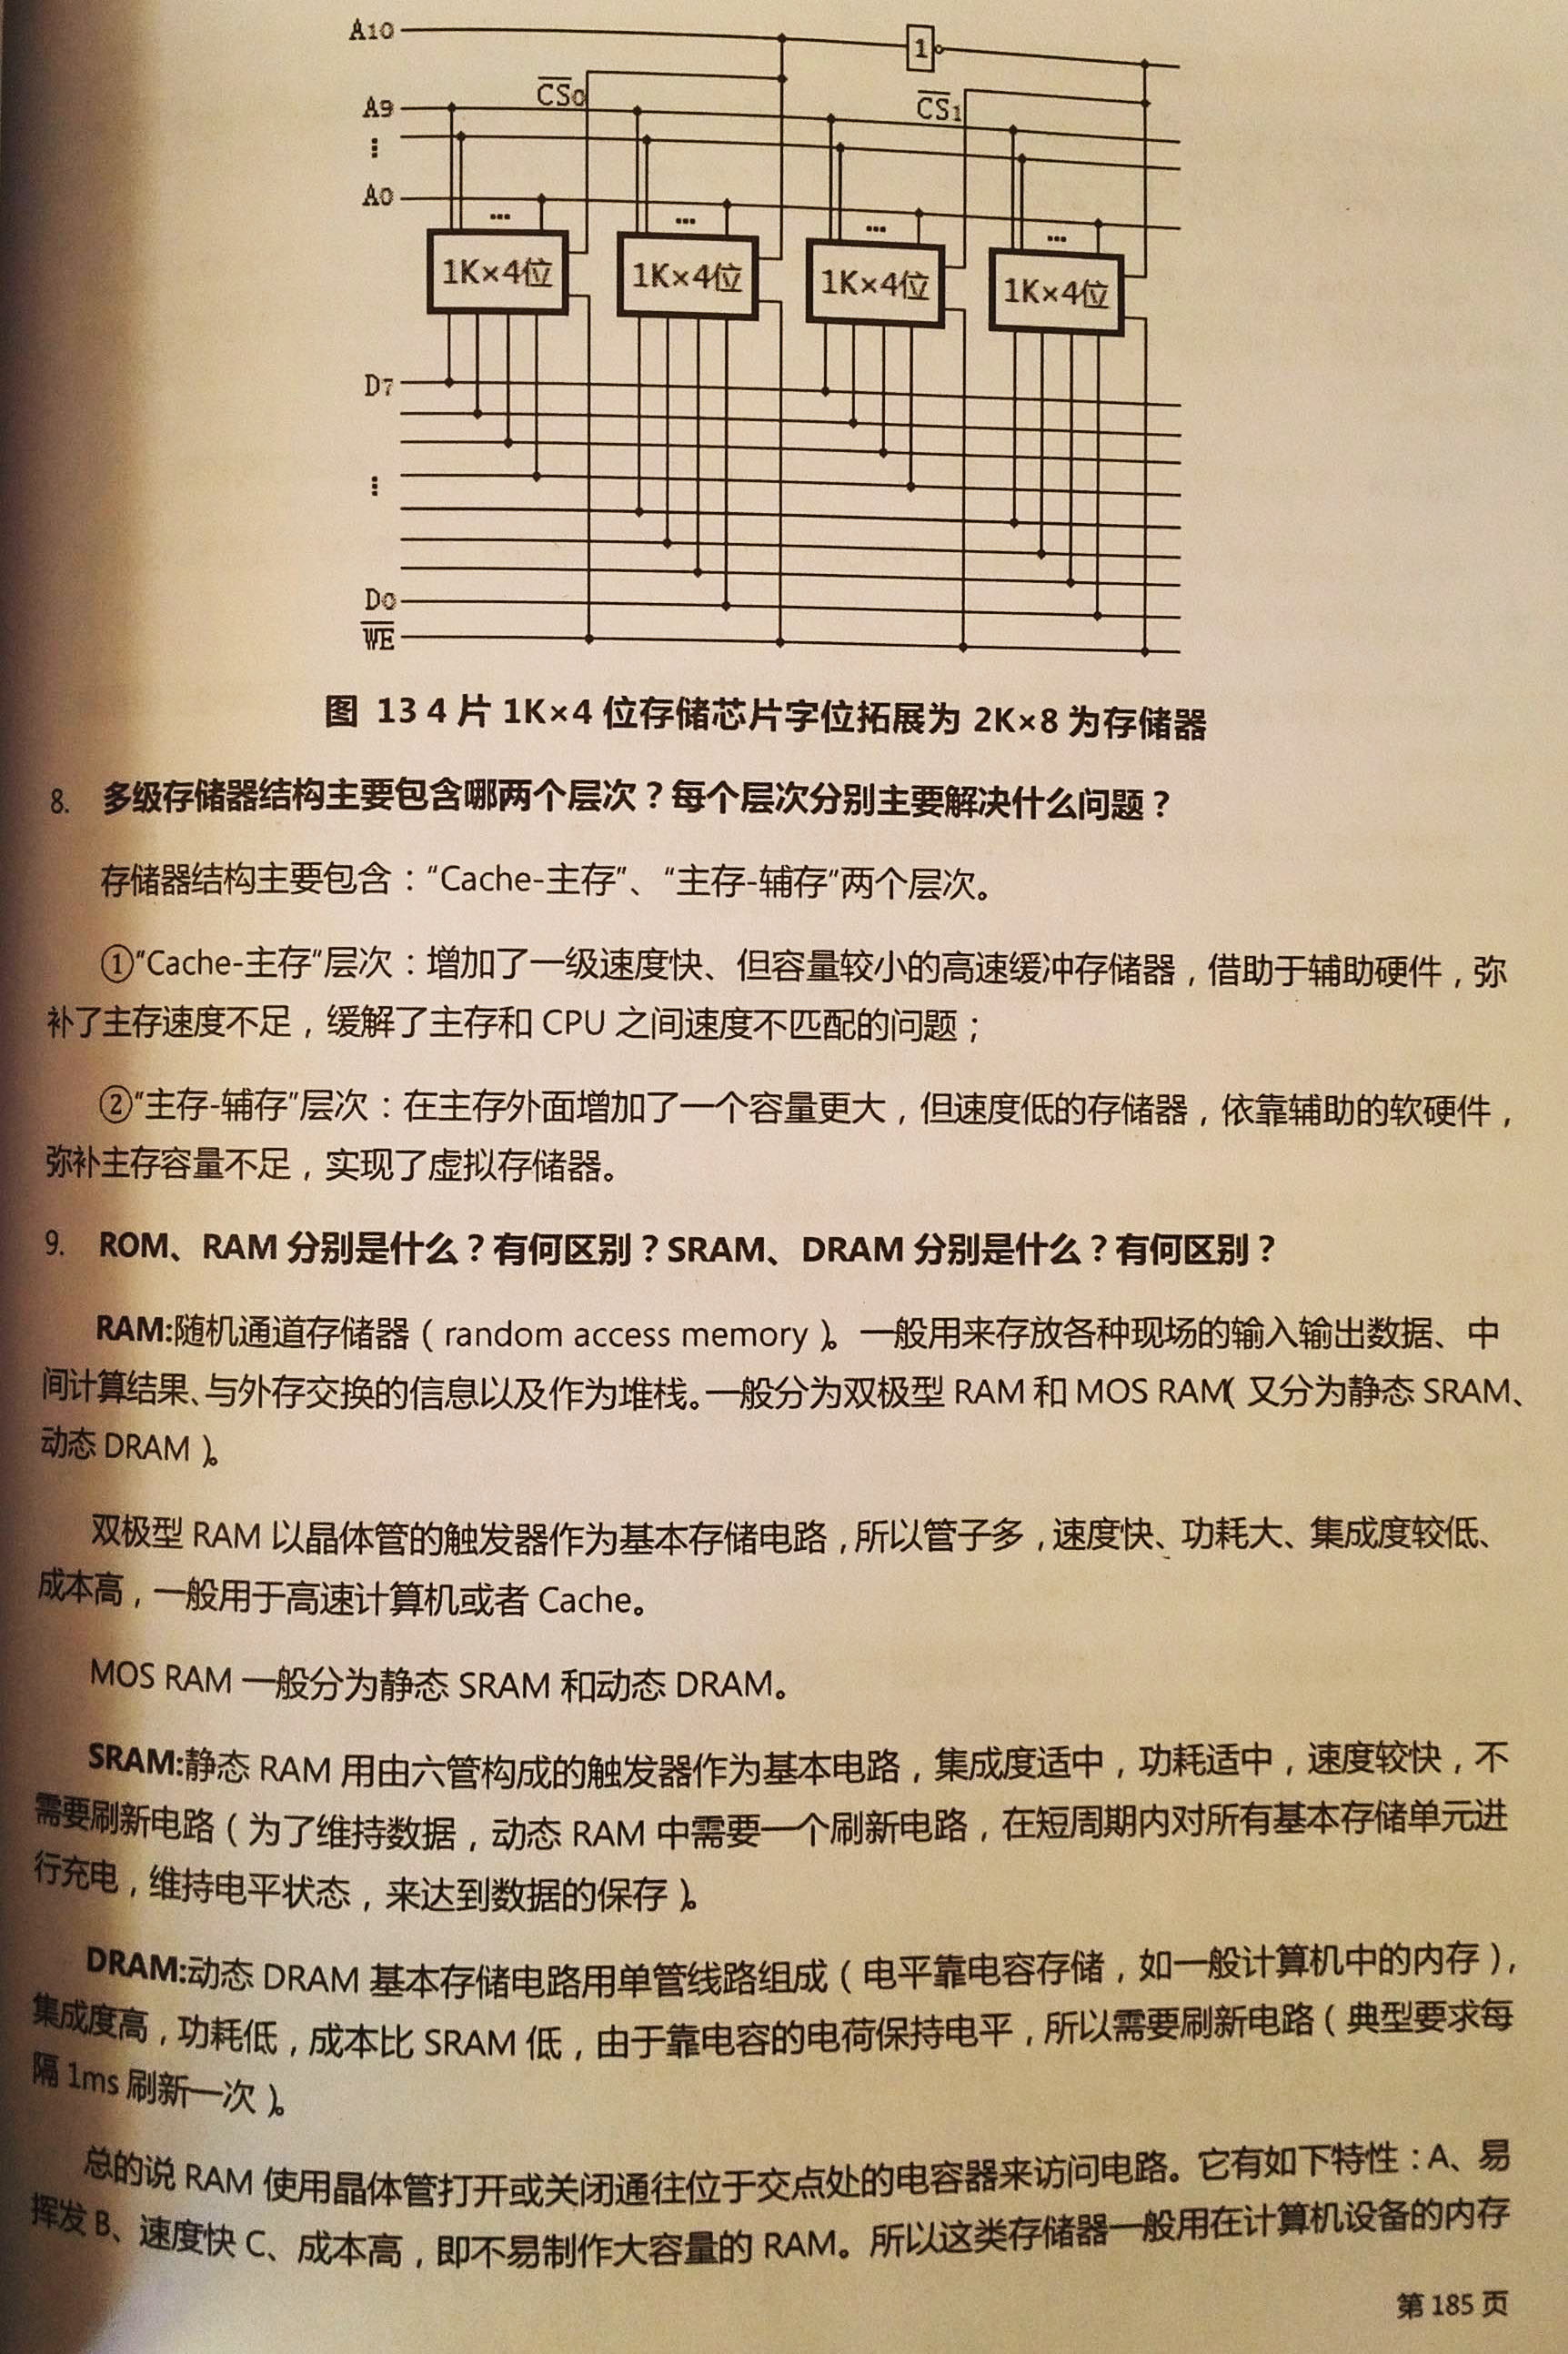 A10
1
CS0
CS1
A9
⋮
A0
... ... ... ...
1K×4位 1K×4位 1K×4位 1K×4位
D7
⋮
D0
WE
图 13 4 片 1K×4 位存储芯片字位拓展为 2K×8 为存储器
8. 多级存储器结构主要包含哪两个层次？每个层次分别主要解决什么问题？
存储器结构主要包含：“Cache-主存”、“主存-辅存”两个层次。
①“Cache-主存”层次：增加了一级速度快、但容量较小的高速缓冲存储器，借助于辅助硬件，弥
补了主存速度不足，缓解了主存和 CPU 之间速度不匹配的问题；
②“主存-辅存”层次：在主存外面增加了一个容量更大，但速度低的存储器，依靠辅助的软硬件，
弥补主存容量不足，实现了虚拟存储器。
9. ROM、RAM 分别是什么？有何区别？SRAM、DRAM 分别是什么？有何区别？
RAM:随机通道存储器（random access memory）。一般用来存放各种现场的输入输出数据、中
间计算结果、与外存交换的信息以及作为堆栈。一般分为双极型 RAM 和 MOS RAM（又分为静态 SRAM、
动态 DRAM）。
双极型 RAM 以晶体管的触发器作为基本存储电路，所以管子多，速度快、功耗大、集成度较低、
成本高，一般用于高速计算机或者 Cache。
MOS RAM 一般分为静态 SRAM 和动态 DRAM。
SRAM:静态 RAM 用由六管构成的触发器作为基本电路，集成度适中，功耗适中，速度较快，不
需要刷新电路（为了维持数据，动态 RAM 中需要一个刷新电路，在短周期内对所有基本存储单元进
行充电，维持电平状态，来达到数据的保存）。
DRAM:动态 DRAM 基本存储电路用单管线路组成（电平靠电容存储，如一般计算机中的内存），
集成度高，功耗低，成本比 SRAM 低，由于靠电容的电荷保持电平，所以需要刷新电路（典型要求每
隔 1ms 刷新一次）。
总的说 RAM 使用晶体管打开或关闭通往位于交点处的电容器来访问电路。它有如下特性：A、易
挥发 B、速度快 C、成本高，即不易制作大容量的 RAM。所以这类存储器一般用在计算机设备的内存
第 185 页